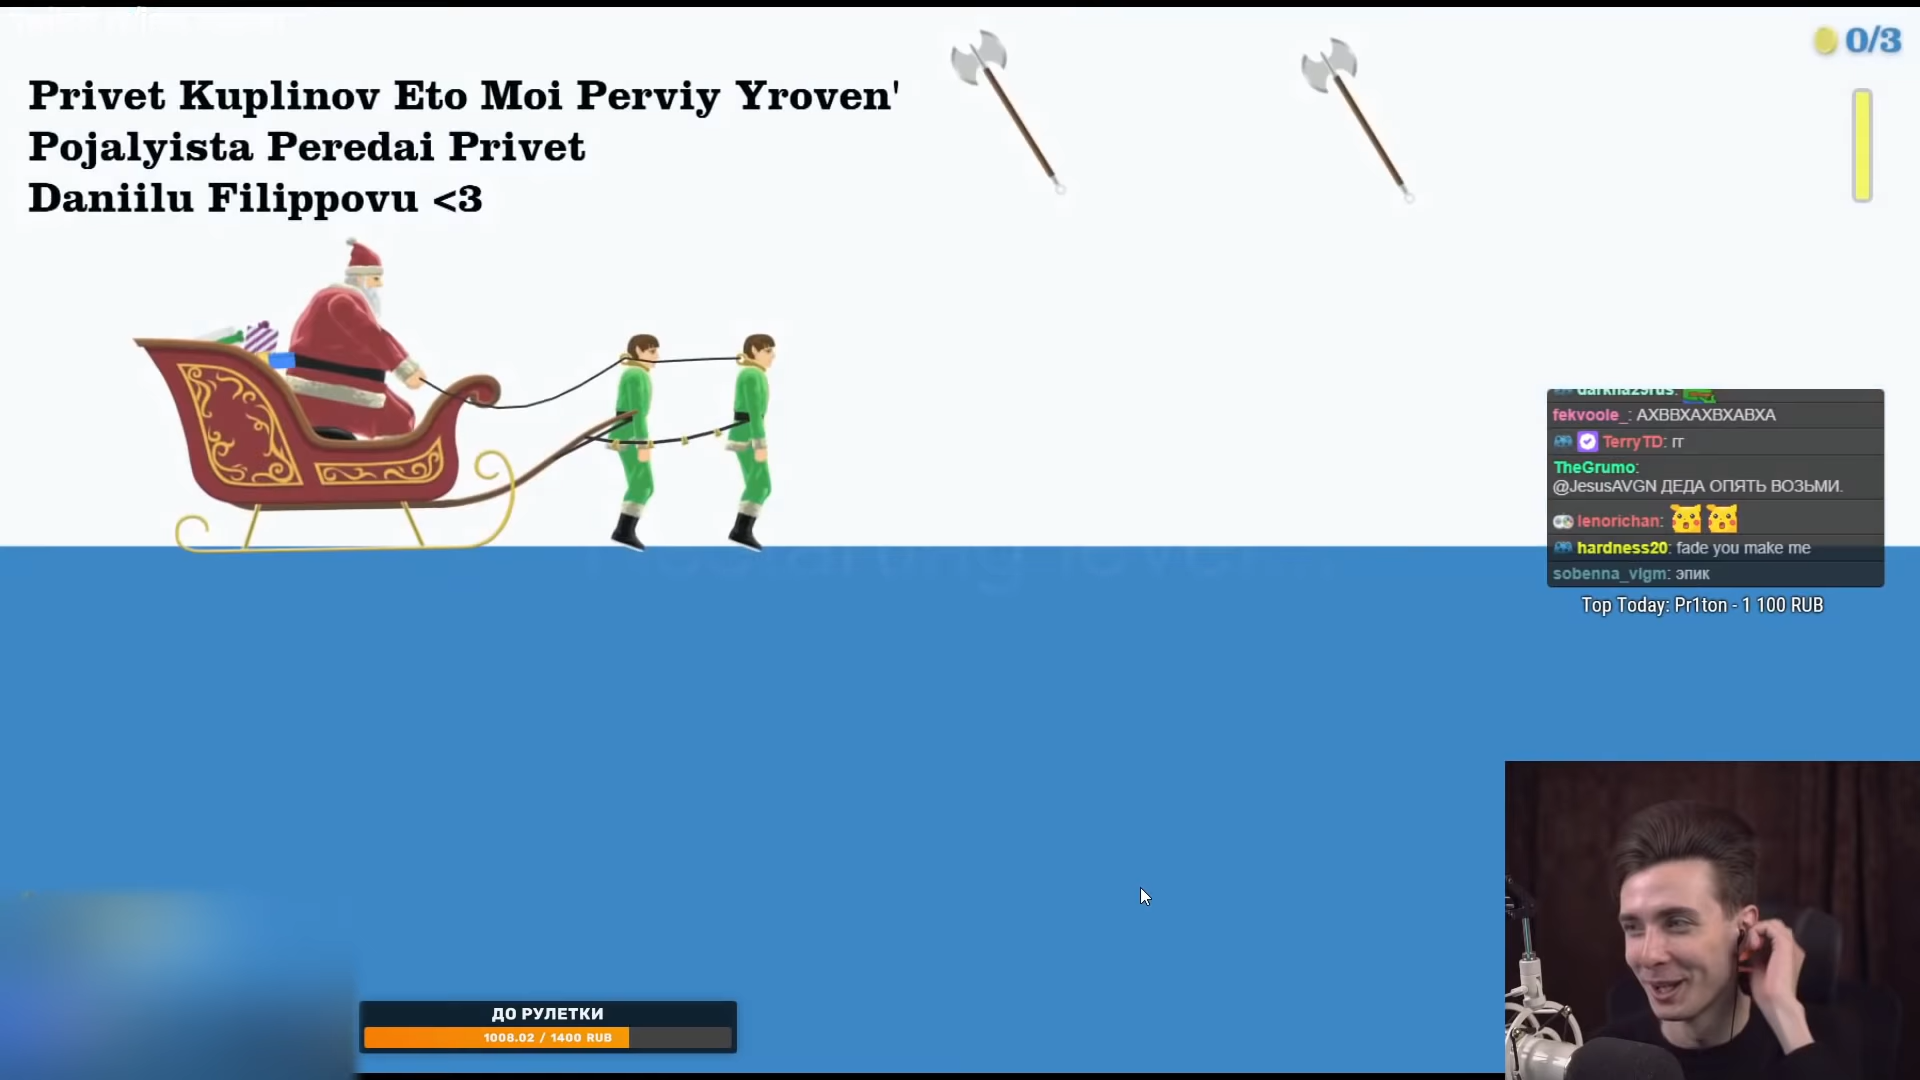 0/3
Privet Kuplinov Eto Moi Perviy Yroven'
Pojalyista Peredai Privet
Daniilu Filippovu <3
fekvoole_: АХВВХАХВХАВХА
TerryTD: гг
TheGrumo:
@JesusAVGN ДЕДА ОПЯТЬ ВОЗЬМИ.
lenorichan:
hardness20: fade you make me
sobenna_vlgm: эпик
Top Today: Pr1ton - 1 100 RUB
ДО РУЛЕТКИ
1008.02 / 1400 RUB